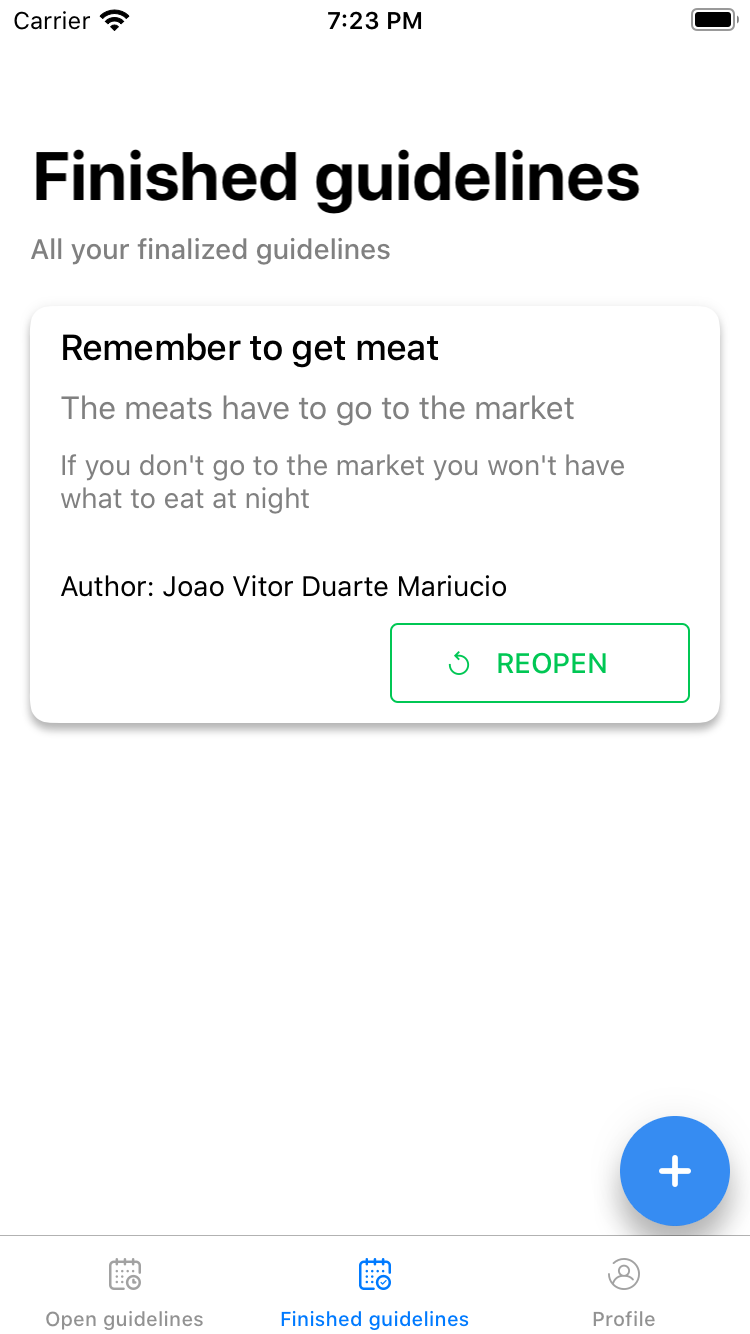 Carrier 7:23 PM
Finished guidelines
All your finalized guidelines
Remember to get meat
The meats have to go to the market
If you don't go to the market you won't have
what to eat at night
Author: Joao Vitor Duarte Mariucio
REOPEN
Open guidelines Finished guidelines Profile